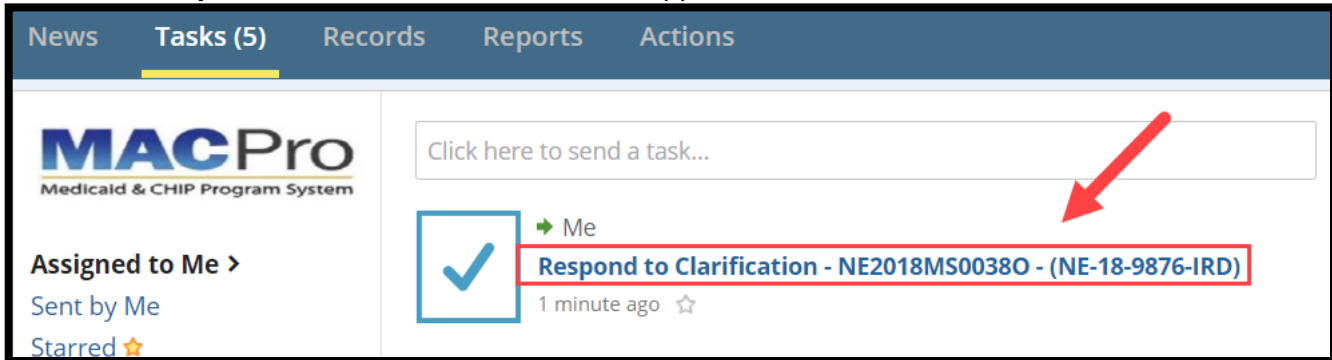 News Tasks (5) Records Reports Actions
MACPro
Medicaid & CHIP Program System
Click here to send a task...
Me
Respond to Clarification - NE2018MS0038O - (NE-18-9876-IRD)
1 minute ago
Assigned to Me >
Sent by Me
Starred